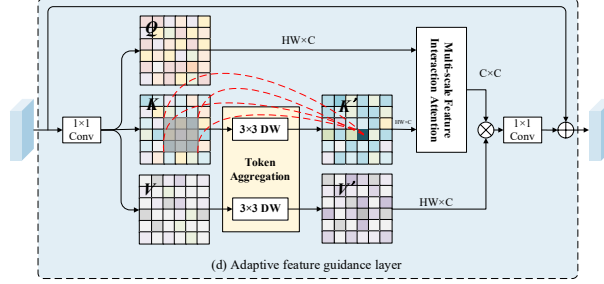 Q
HW×C
Multi-scale Feature
Interaction Attention
C×C
K
K′
1×1
Conv
3×3 DW
HW×C
1×1
Conv
Token
Aggregation
V
V′
3×3 DW
HW×C
(d) Adaptive feature guidance layer